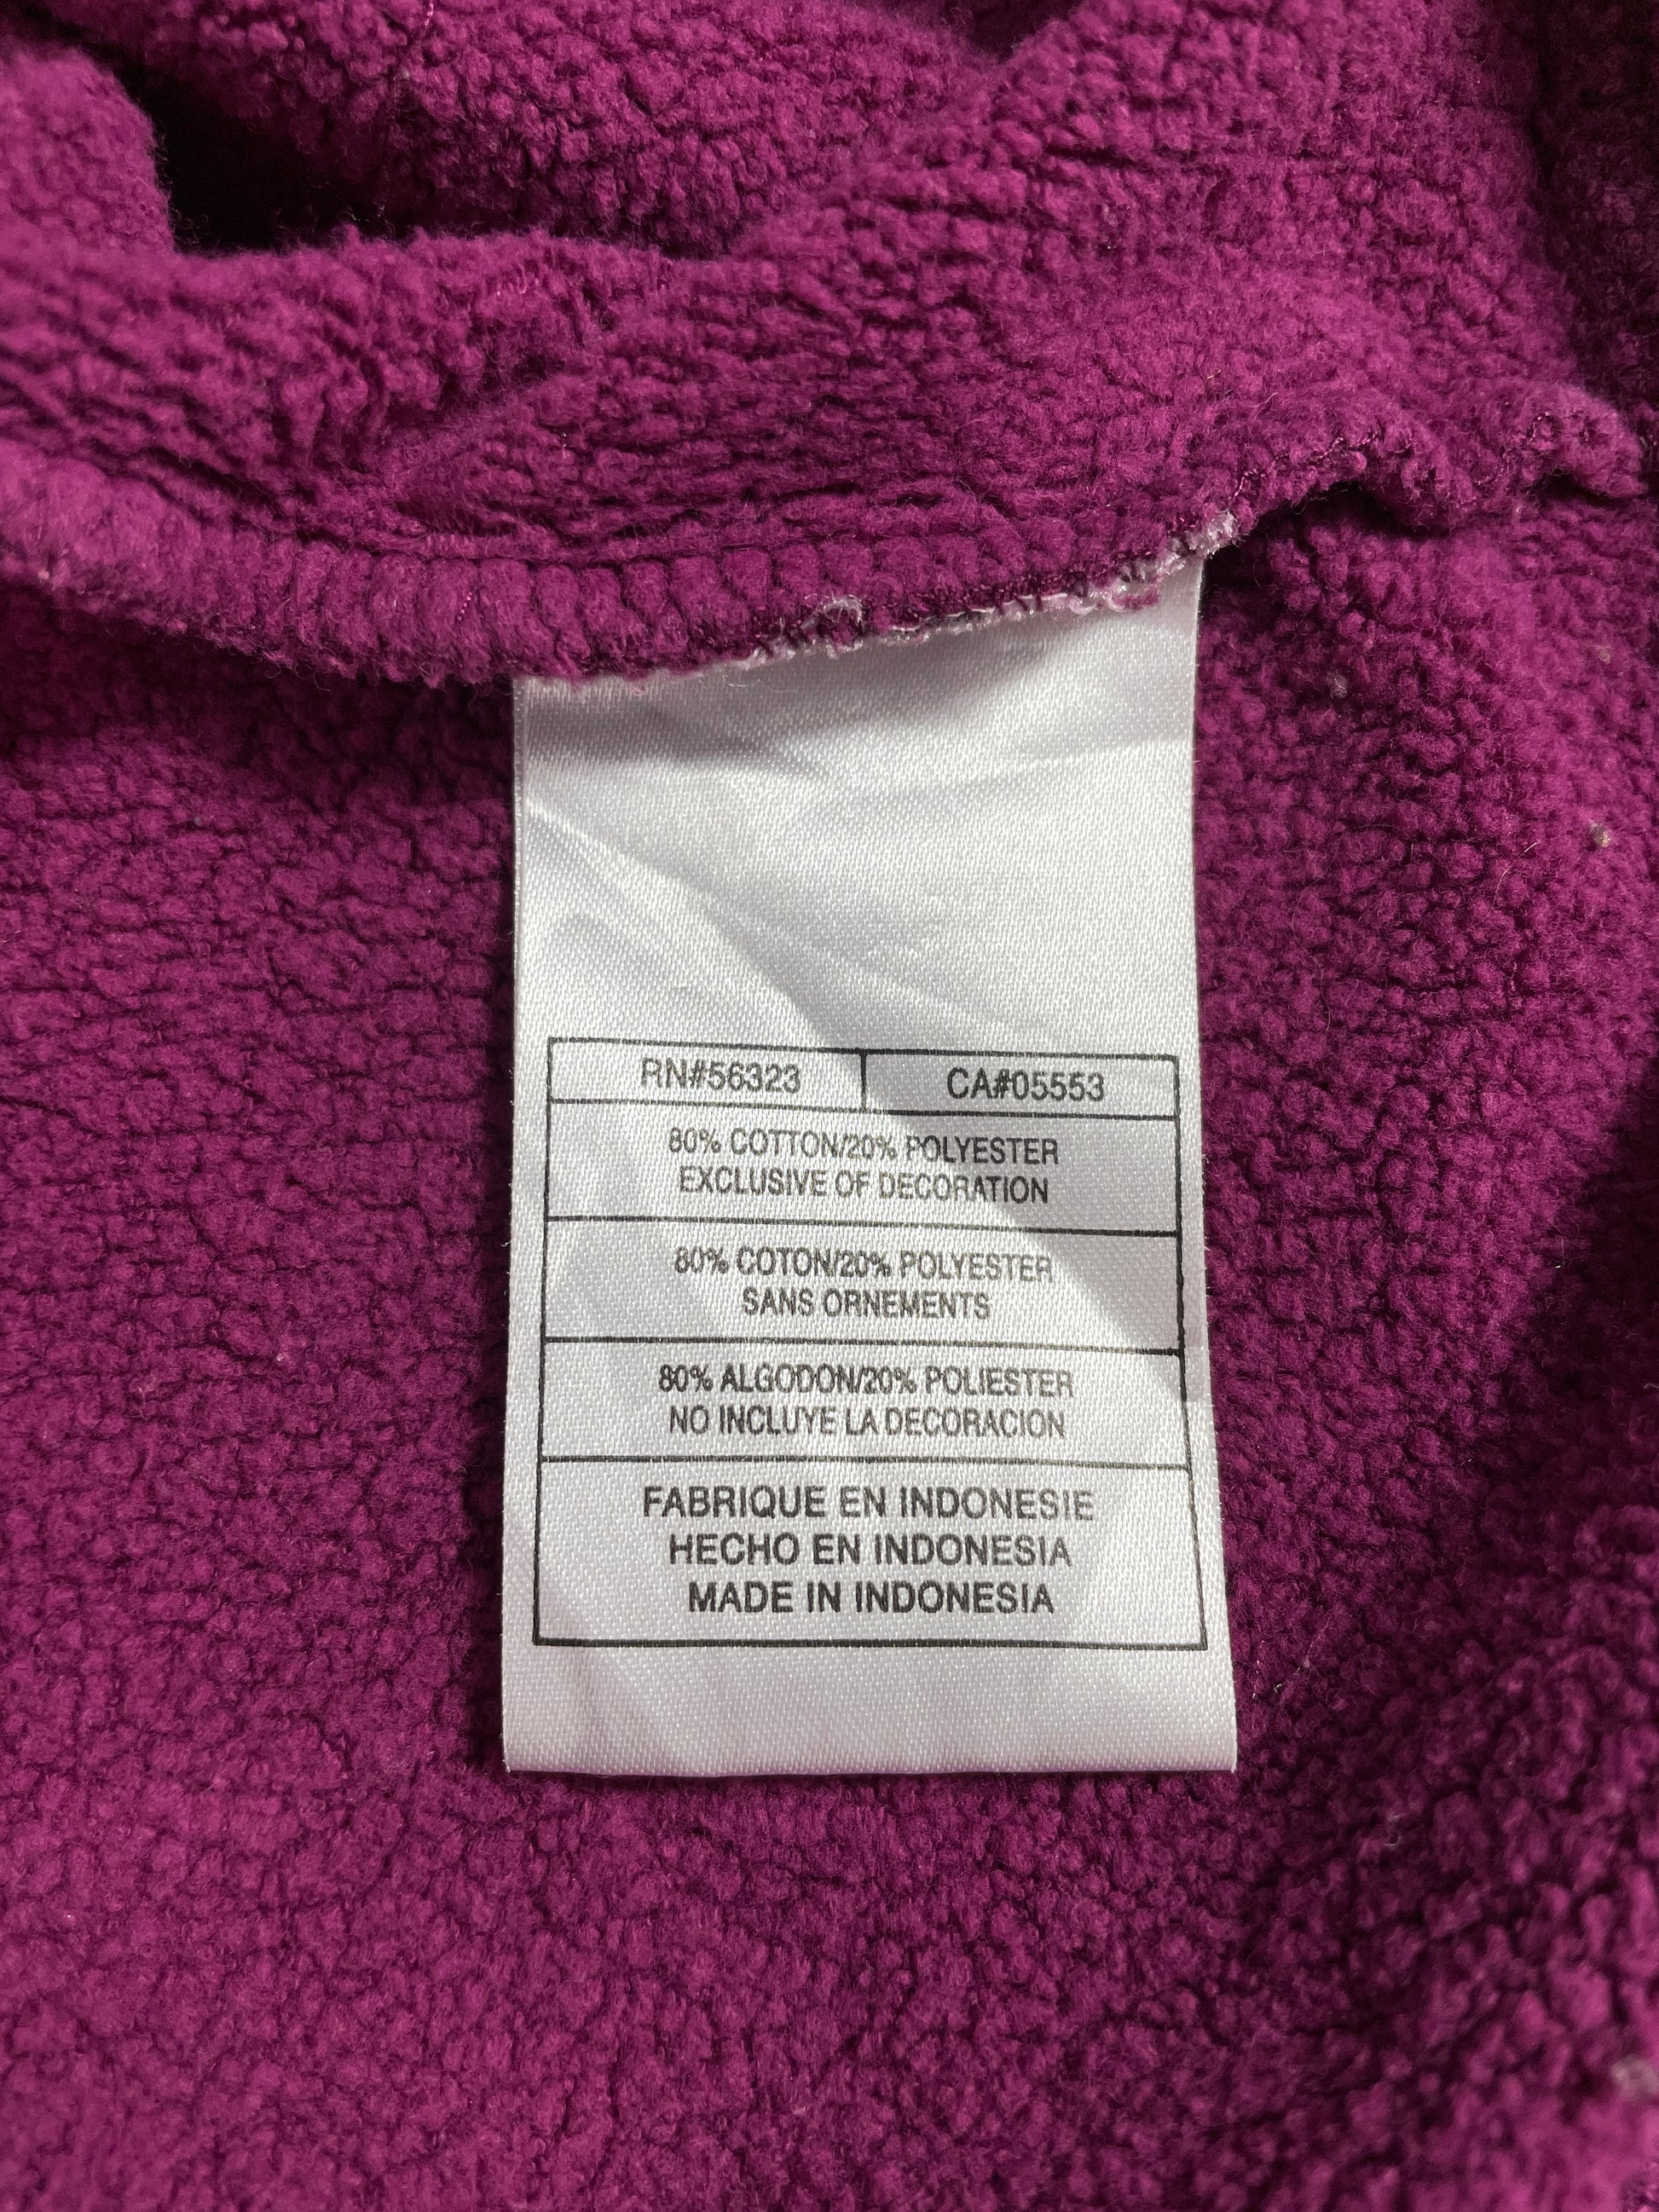 RN#56323 CA#05553
80% COTTON/20% POLYESTER
EXCLUSIVE OF DECORATION
80% COTON/20% POLYESTER
SANS ORNEMENTS
80% ALGODON/20% POLIESTER
NO INCLUYE LA DECORACION
FABRIQUE EN INDONESIE
HECHO EN INDONESIA
MADE IN INDONESIA